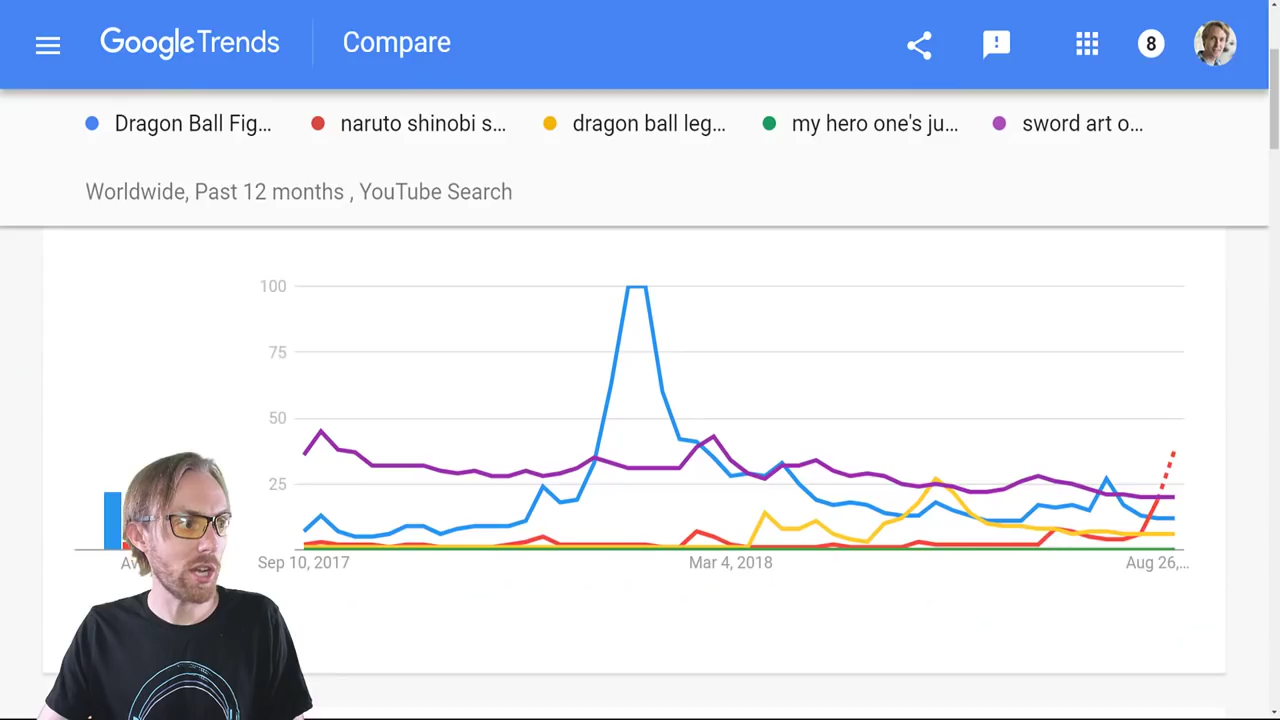 Google Trends Compare 8
Dragon Ball Fig... naruto shinobi s... dragon ball leg... my hero one's ju... sword art o...
Worldwide, Past 12 months , YouTube Search
100
75
50
25
Sep 10, 2017 Mar 4, 2018 Aug 26,...